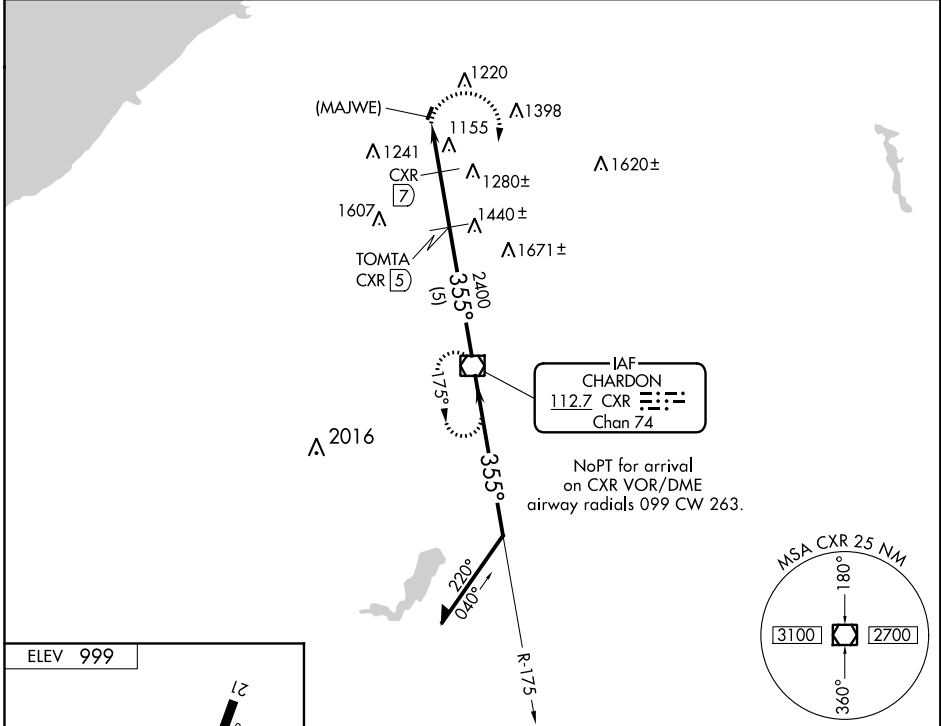 1220
(MAJWE)
1398
1155
1241
CXR
7
1280±
1620±
1607
1440±
TOMTA
CXR 5
1671±
2400
355°
(5)
IAF
CHARDON
112.7 CXR
Chan 74
175°
2016
355°
NoPT for arrival
on CXR VOR/DME
airway radials 099 CW 263.
220°
040°
R-175
MSA CXR 25 NM
180°
3100
2700
360°
ELEV 999
21